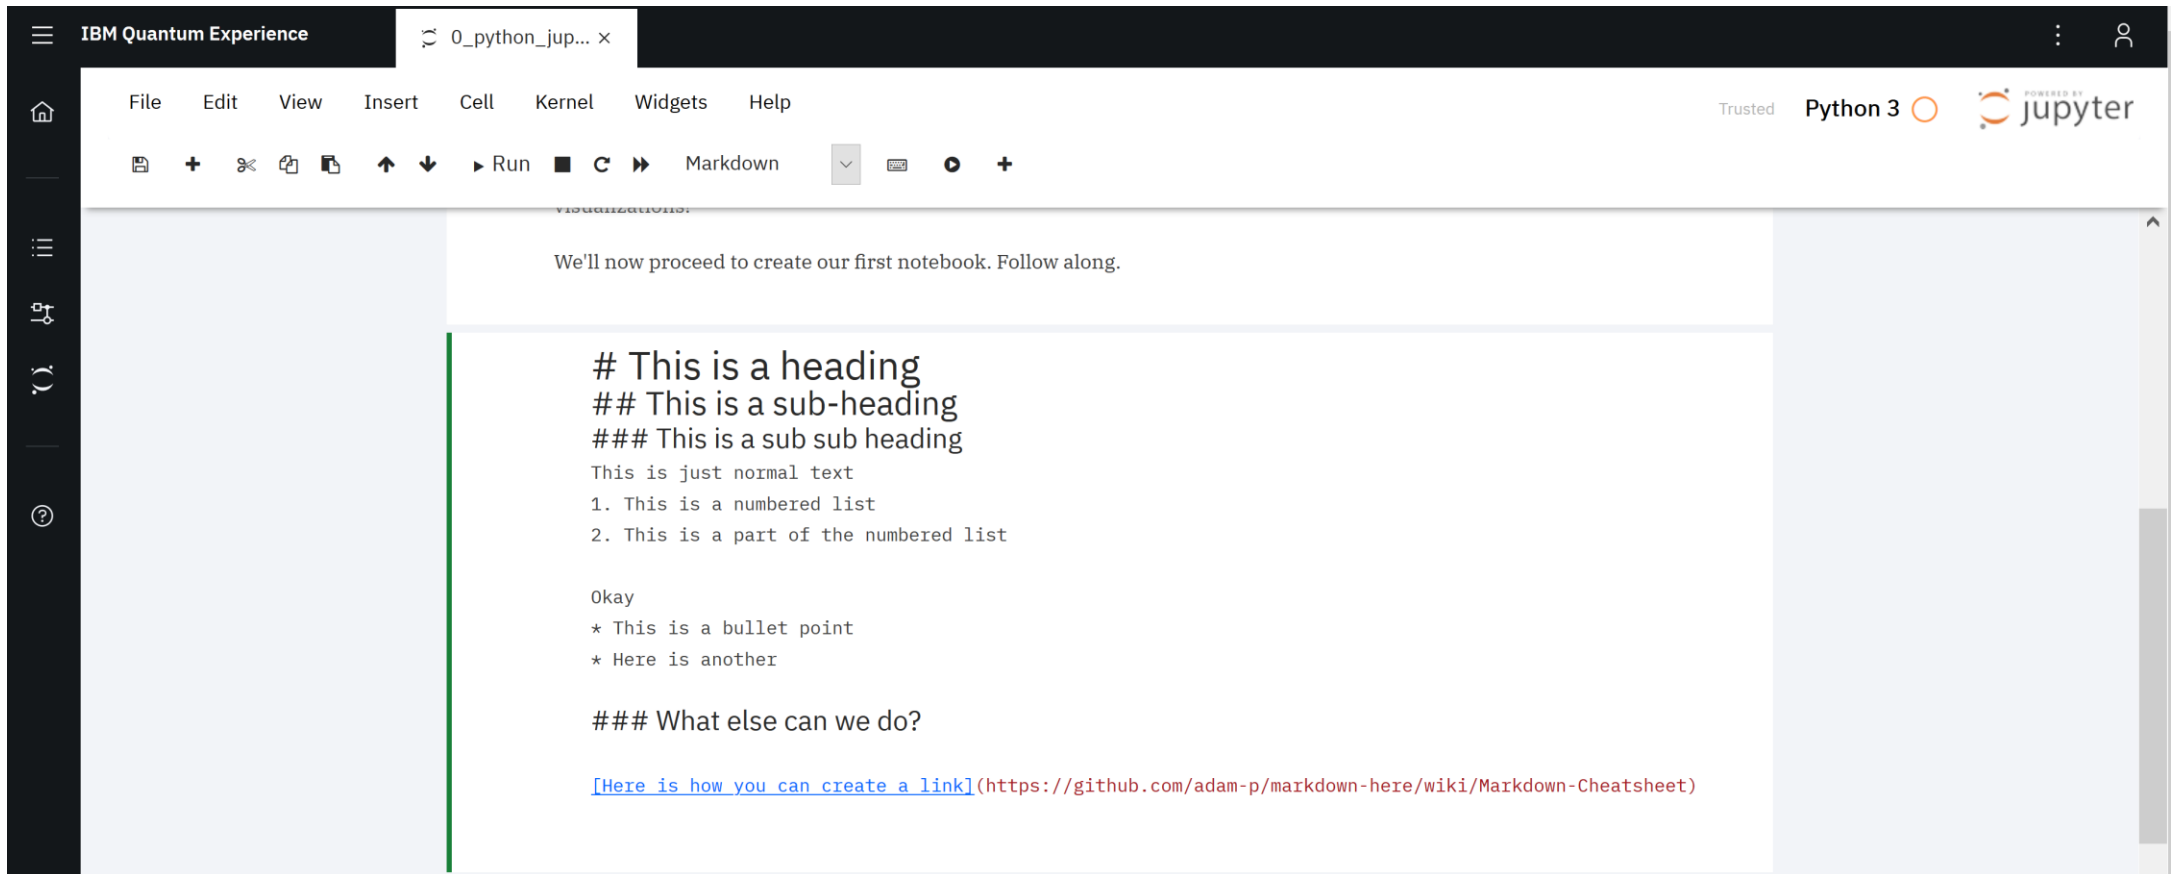 IBM Quantum Experience
0_python_jup... ×
File Edit View Insert Cell Kernel Widgets Help
Trusted Python 3
POWERED BY
jupyter
Run Markdown
visualizations!
We'll now proceed to create our first notebook. Follow along.
# This is a heading
## This is a sub-heading
### This is a sub sub heading
This is just normal text
1. This is a numbered list
2. This is a part of the numbered list
Okay
* This is a bullet point
* Here is another
### What else can we do?
[Here is how you can create a link](https://github.com/adam-p/markdown-here/wiki/Markdown-Cheatsheet)